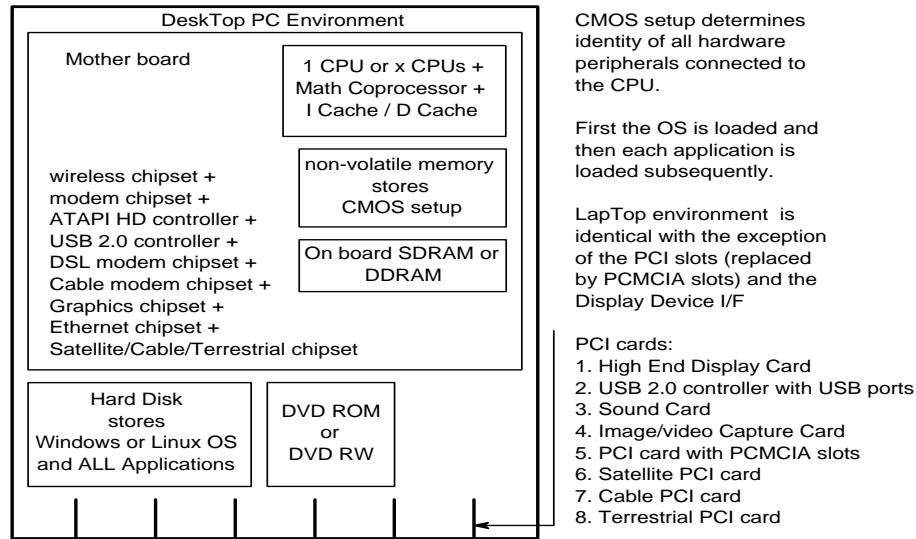 DeskTop PC Environment
Mother board
1 CPU or x CPUs +
Math Coprocessor +
I Cache / D Cache
non-volatile memory
stores
CMOS setup
On board SDRAM or
DDRAM
wireless chipset +
modem chipset +
ATAPI HD controller +
USB 2.0 controller +
DSL modem chipset +
Cable modem chipset +
Graphics chipset +
Ethernet chipset +
Satellite/Cable/Terrestrial chipset
Hard Disk
stores
Windows or Linux OS
and ALL Applications
DVD ROM
or
DVD RW
CMOS setup determines
identity of all hardware
peripherals connected to
the CPU.
First the OS is loaded and
then each application is
loaded subsequently.
LapTop environment is
identical with the exception
of the PCI slots (replaced
by PCMCIA slots) and the
Display Device I/F
PCI cards:
1. High End Display Card
2. USB 2.0 controller with USB ports
3. Sound Card
4. Image/video Capture Card
5. PCI card with PCMCIA slots
6. Satellite PCI card
7. Cable PCI card
8. Terrestrial PCI card